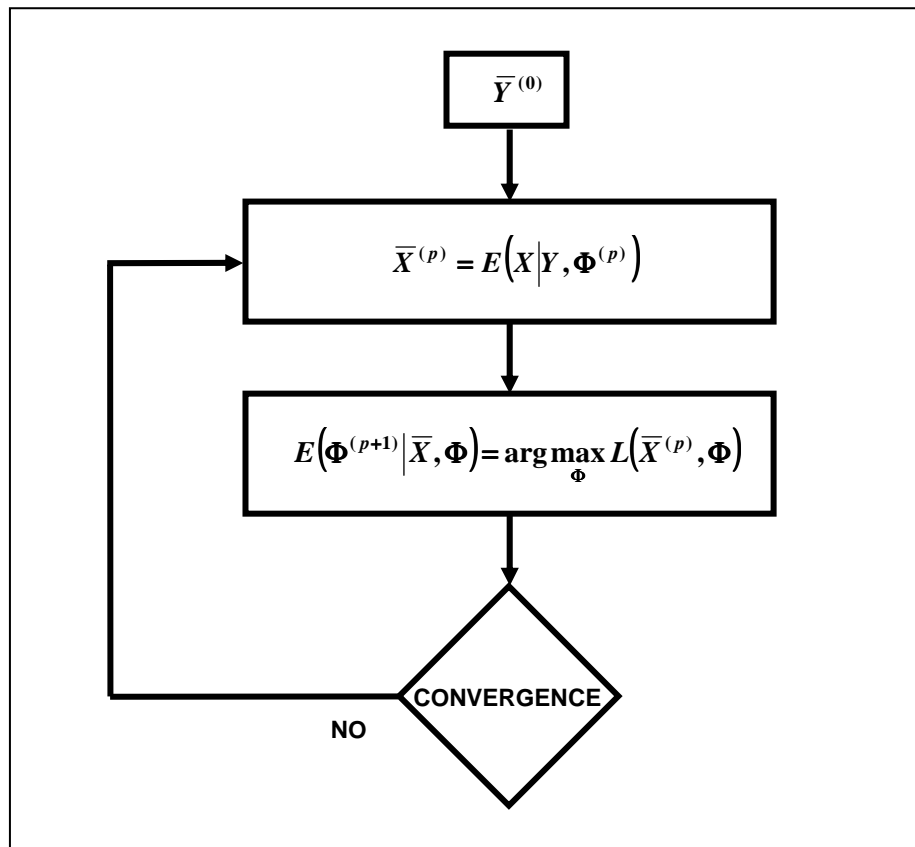 Y̅⁽⁰⁾
X̅⁽ᵖ⁾ = E(X|Y, Φ⁽ᵖ⁾)
E(Φ⁽ᵖ⁺¹⁾|X̅, Φ) = arg max_Φ L(X̅⁽ᵖ⁾, Φ)
CONVERGENCE
NO